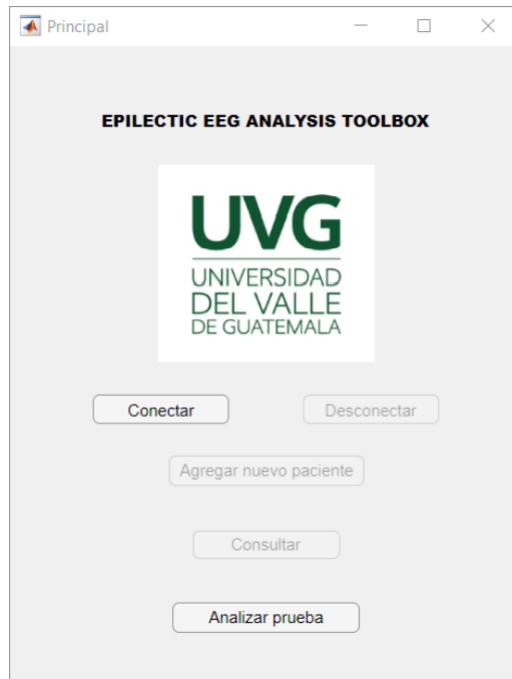 Principal
EPILECTIC EEG ANALYSIS TOOLBOX
UVG
UNIVERSIDAD
DEL VALLE
DE GUATEMALA
Conectar
Desconectar
Agregar nuevo paciente
Consultar
Analizar prueba